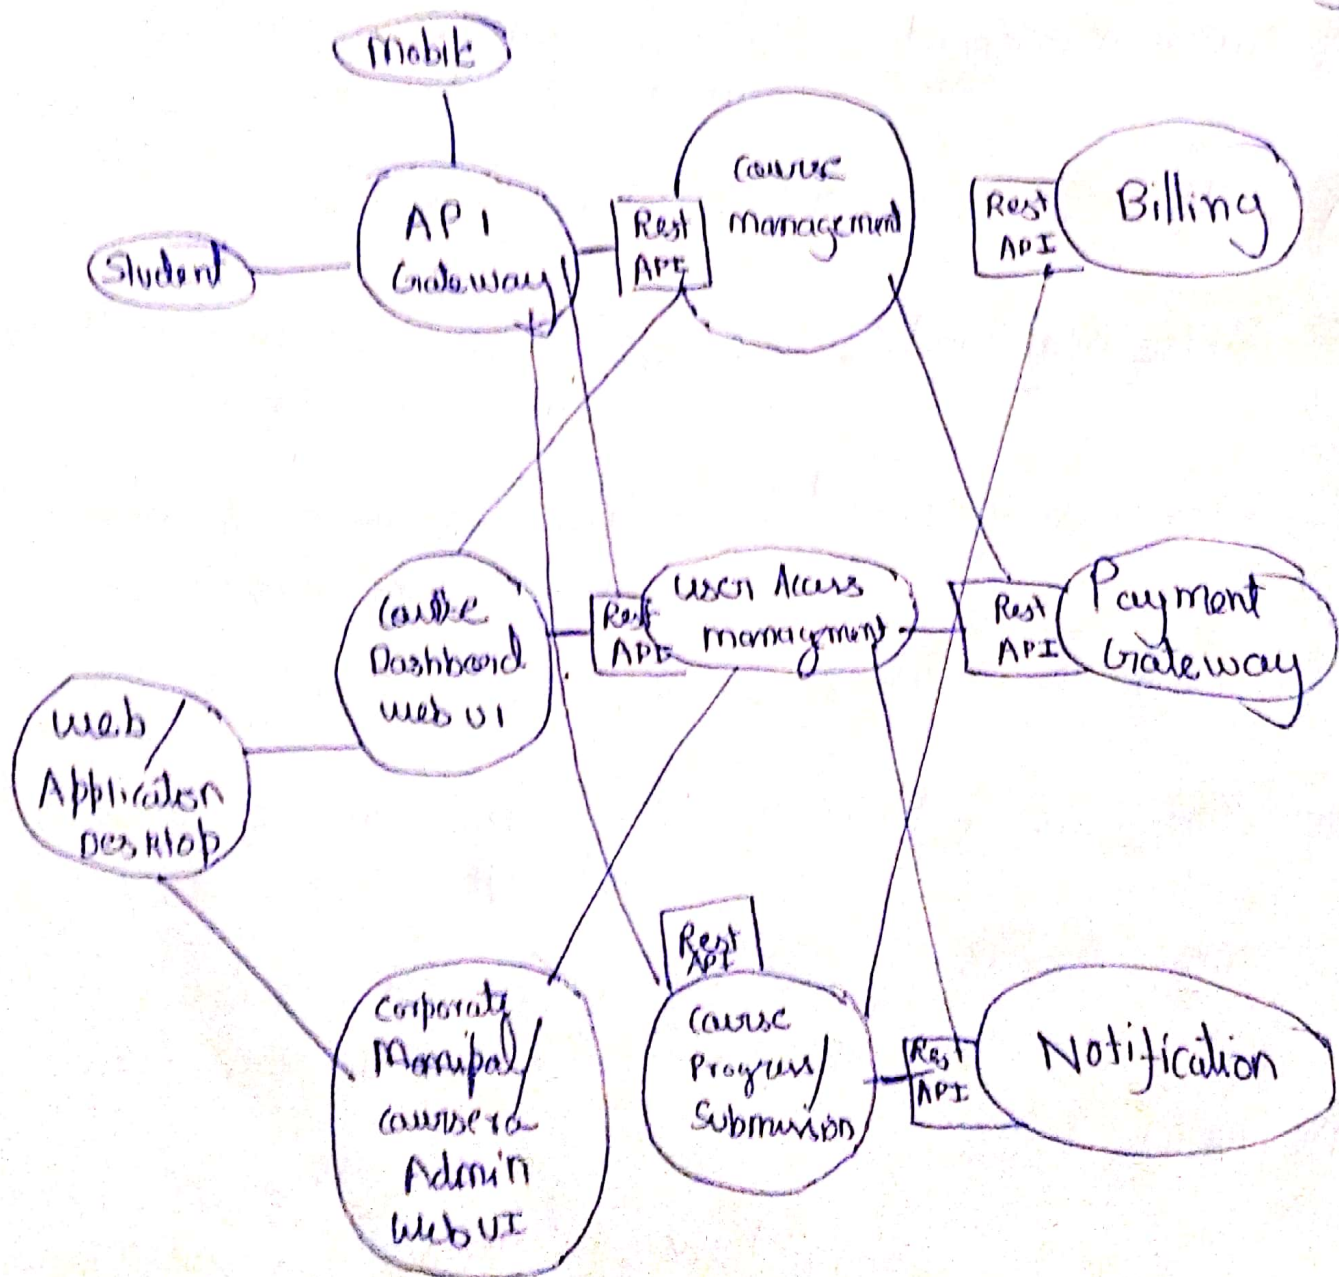 Mobile
API
Gateway
Student
Rest
API
Course
Management
Rest
API
Billing
Course
Dashboard
Web UI
Rest
API
User Access
Managment
Rest
API
Payment
Gateway
Web /
Application
Desktop
Corporate
Manipal /
Coursera
Admin
Web UI
Rest
API
Course
Progress /
Submission
Rest
API
Notification